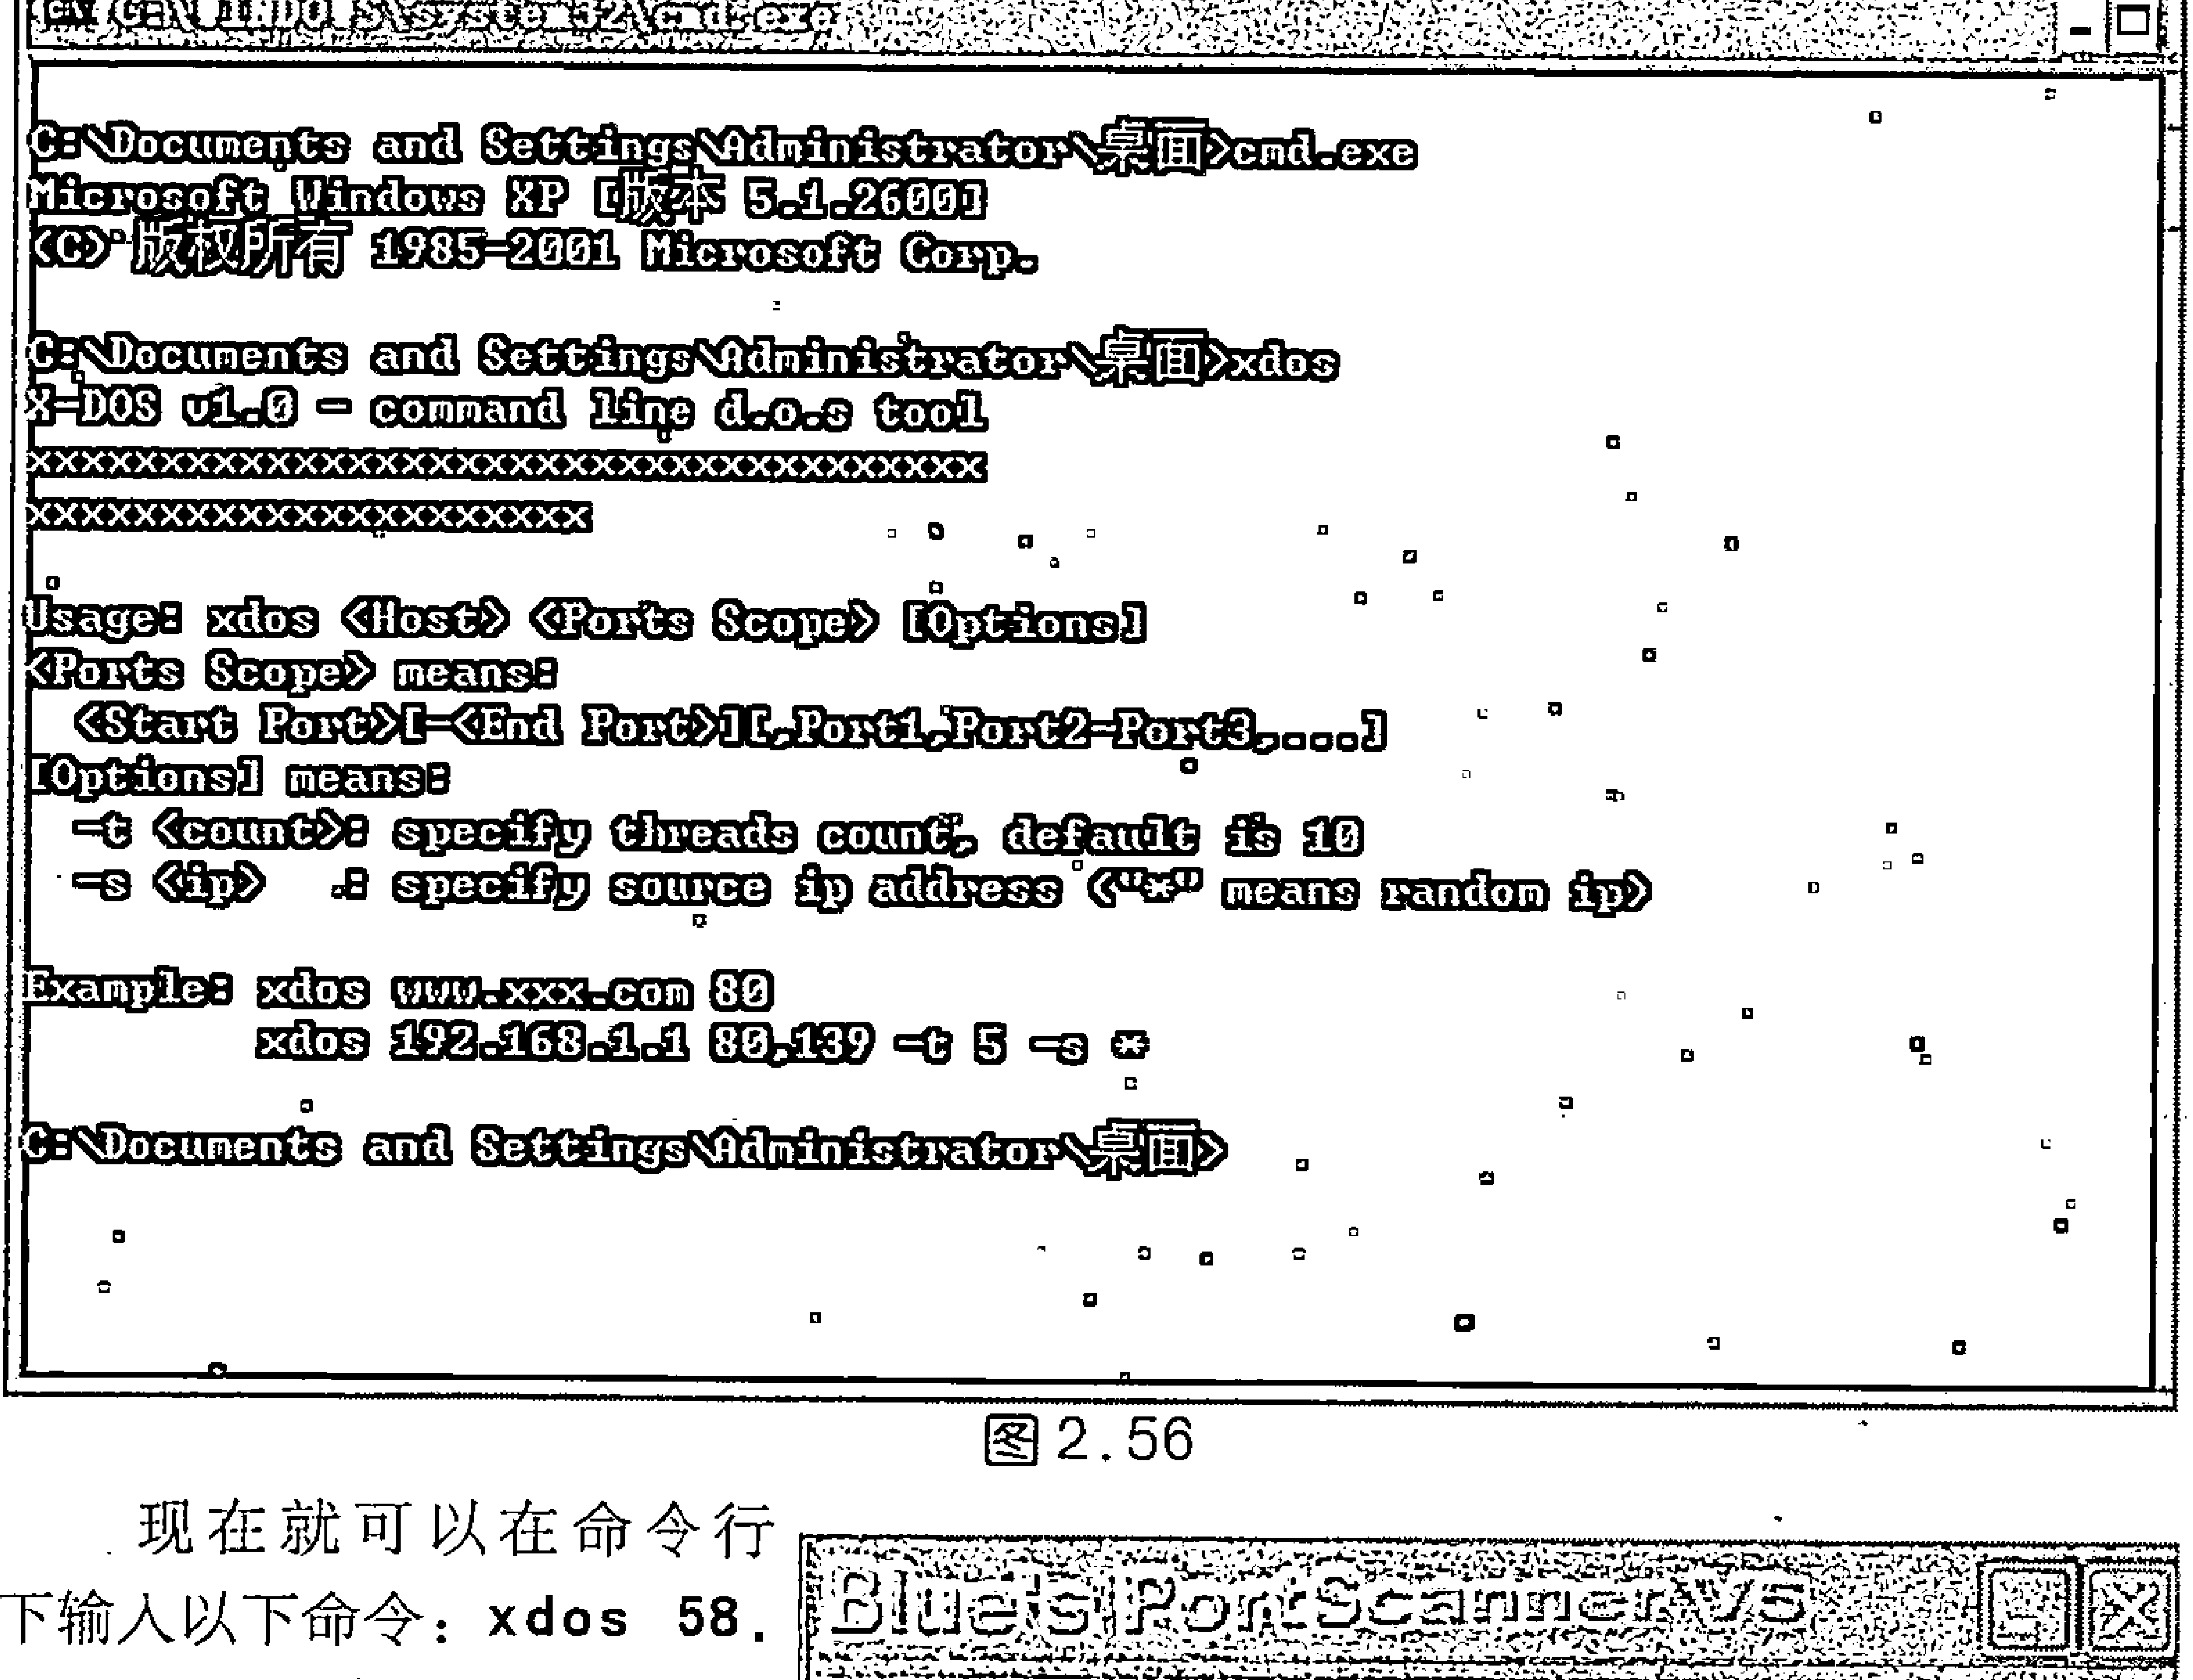 C:\WINDOWS\system32\cmd.exe
C:\Documents and Settings\Administrator\桌面>cmd.exe
Microsoft Windows XP [版本 5.1.2600]
<C> 版权所有 1985-2001 Microsoft Corp.
C:\Documents and Settings\Administrator\桌面>xdos
X-DOS v1.0 - command line d.o.s tool
xxxxxxxxxxxxxxxxxxxxxxxxxxxxxxxxxxxx
xxxxxxxxxxxxxxxxxxxxx
Usage: xdos <Host> <Ports Scope> [Options]
<Ports Scope> means:
<Start Port>[-<End Port>][,Port1,Port2-Port3,...]
[Options] means:
-t <count>: specify threads count, default is 10
-s <ip> : specify source ip address <"*" means random ip>
Example: xdos www.xxx.com 80
xdos 192.168.1.1 80,139 -t 5 -s *
C:\Documents and Settings\Administrator\桌面>
图2.56
现在就可以在命令行
下输入以下命令：xdos 58.
Blue's PortScanner V5